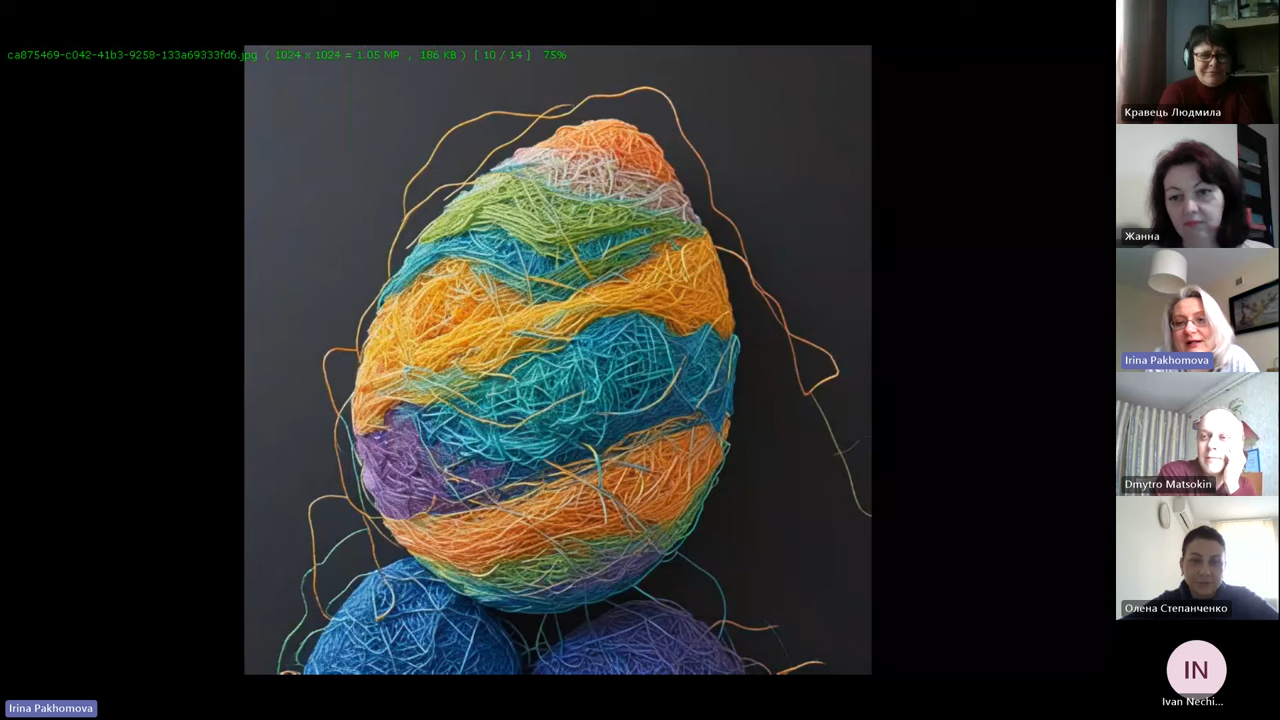 ca875469-c042-41b3-9258-133a69333fd6.jpg ( 1024 x 1024 = 1.05 MP , 186 KB ) [ 10 / 14 ] 75%
Кравець Людмила
Жанна
Irina Pakhomova
Dmytro Matsokin
Олена Степанченко
IN
Ivan Nechi...
Irina Pakhomova